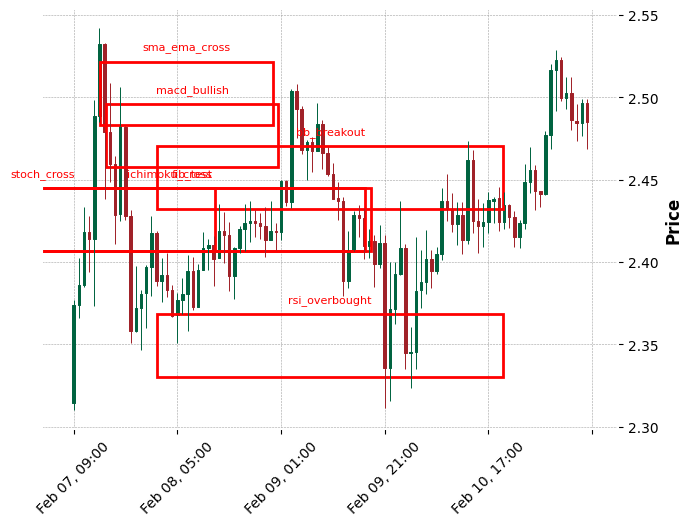 2.55
sma_ema_cross
macd_bullish
2.50
stoch_cross
2.45
2.40
rsi_overbought
2.35
2.30
Price
Feb 07, 09:00
Feb 08, 05:00
Feb 09, 01:00
Feb 09, 21:00
Feb 10, 17:00